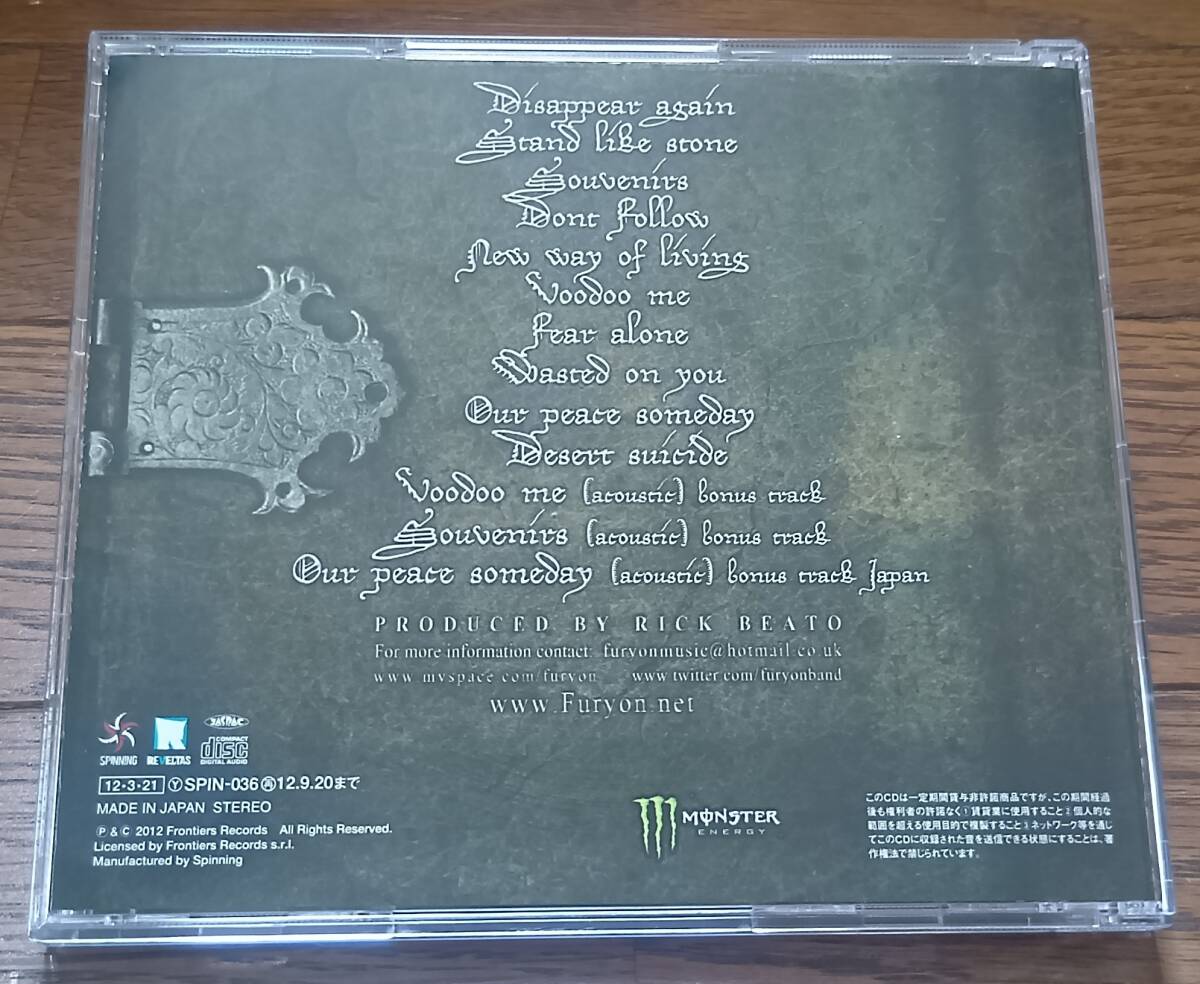 Disappear again
Stand like stone
Souvenirs
Dont follow
New way of living
Voodoo me
Fear alone
Wasted on you
Our peace someday
Desert suicide
Voodoo me (acoustic) bonus track
Souvenirs (acoustic) bonus track
Our peace someday (acoustic) bonus track Japan
PRODUCED BY RICK BEATO
For more information contact: furyonmusic@hotmail.co.uk
www.myspace.com/furyon www.twitter.com/furyonband
www.Furyon.net
SPINNING REVELTAS JASRAC COMPACT disc DIGITAL AUDIO
12・3・21 Ⓨ SPIN-036 ㊢12.9.20まで
MADE IN JAPAN STEREO
Ⓟ & © 2012 Frontiers Records All Rights Reserved.
Licensed by Frontiers Records s.r.l.
Manufactured by Spinning
MONSTER
ENERGY
このCDは一定期間貸与非許諾商品ですが、この期間経過
後も権利者の許諾なく①賃貸業に使用すること②個人的な
範囲を超える使用目的で複製すること③ネットワーク等を通じ
てこのCDに収録された音を送信できる状態にすることは、著
作権法で禁じられています。